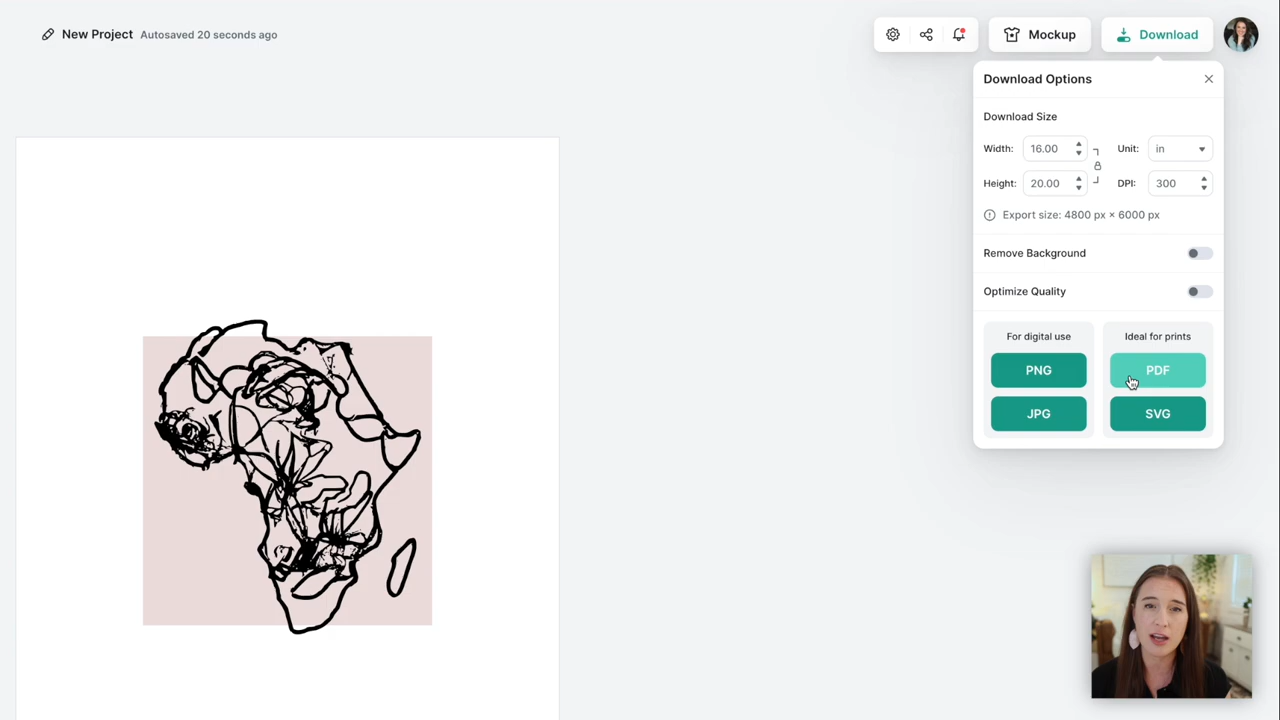 New Project Autosaved 20 seconds ago
Mockup
Download
Download Options
Download Size
Width: 16.00 Unit: in
Height: 20.00 DPI: 300
Export size: 4800 px × 6000 px
Remove Background
Optimize Quality
For digital use
Ideal for prints
PNG
PDF
JPG
SVG